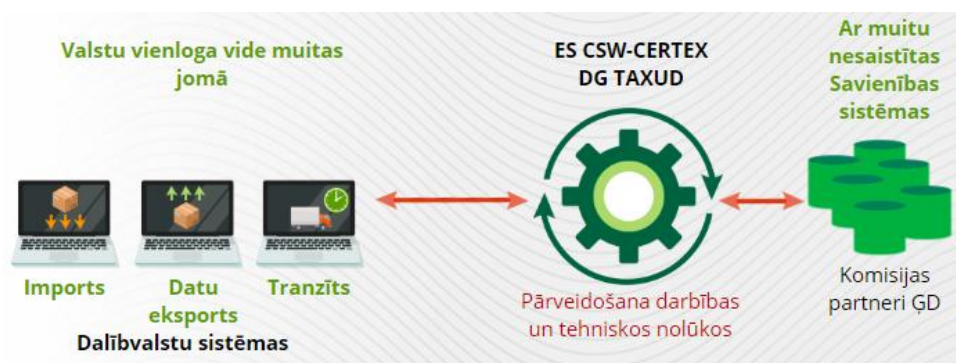 Valstu vienloga vide muitas
jomā
ES CSW-CERTEX
DG TAXUD
Ar muitu
nesaistītas
Savienības
sistēmas
Imports
Datu
eksports
Tranzīts
Dalībvalstu sistēmas
Pārveidošana darbības
un tehniskos nolūkos
Komisijas
partneri ĢD